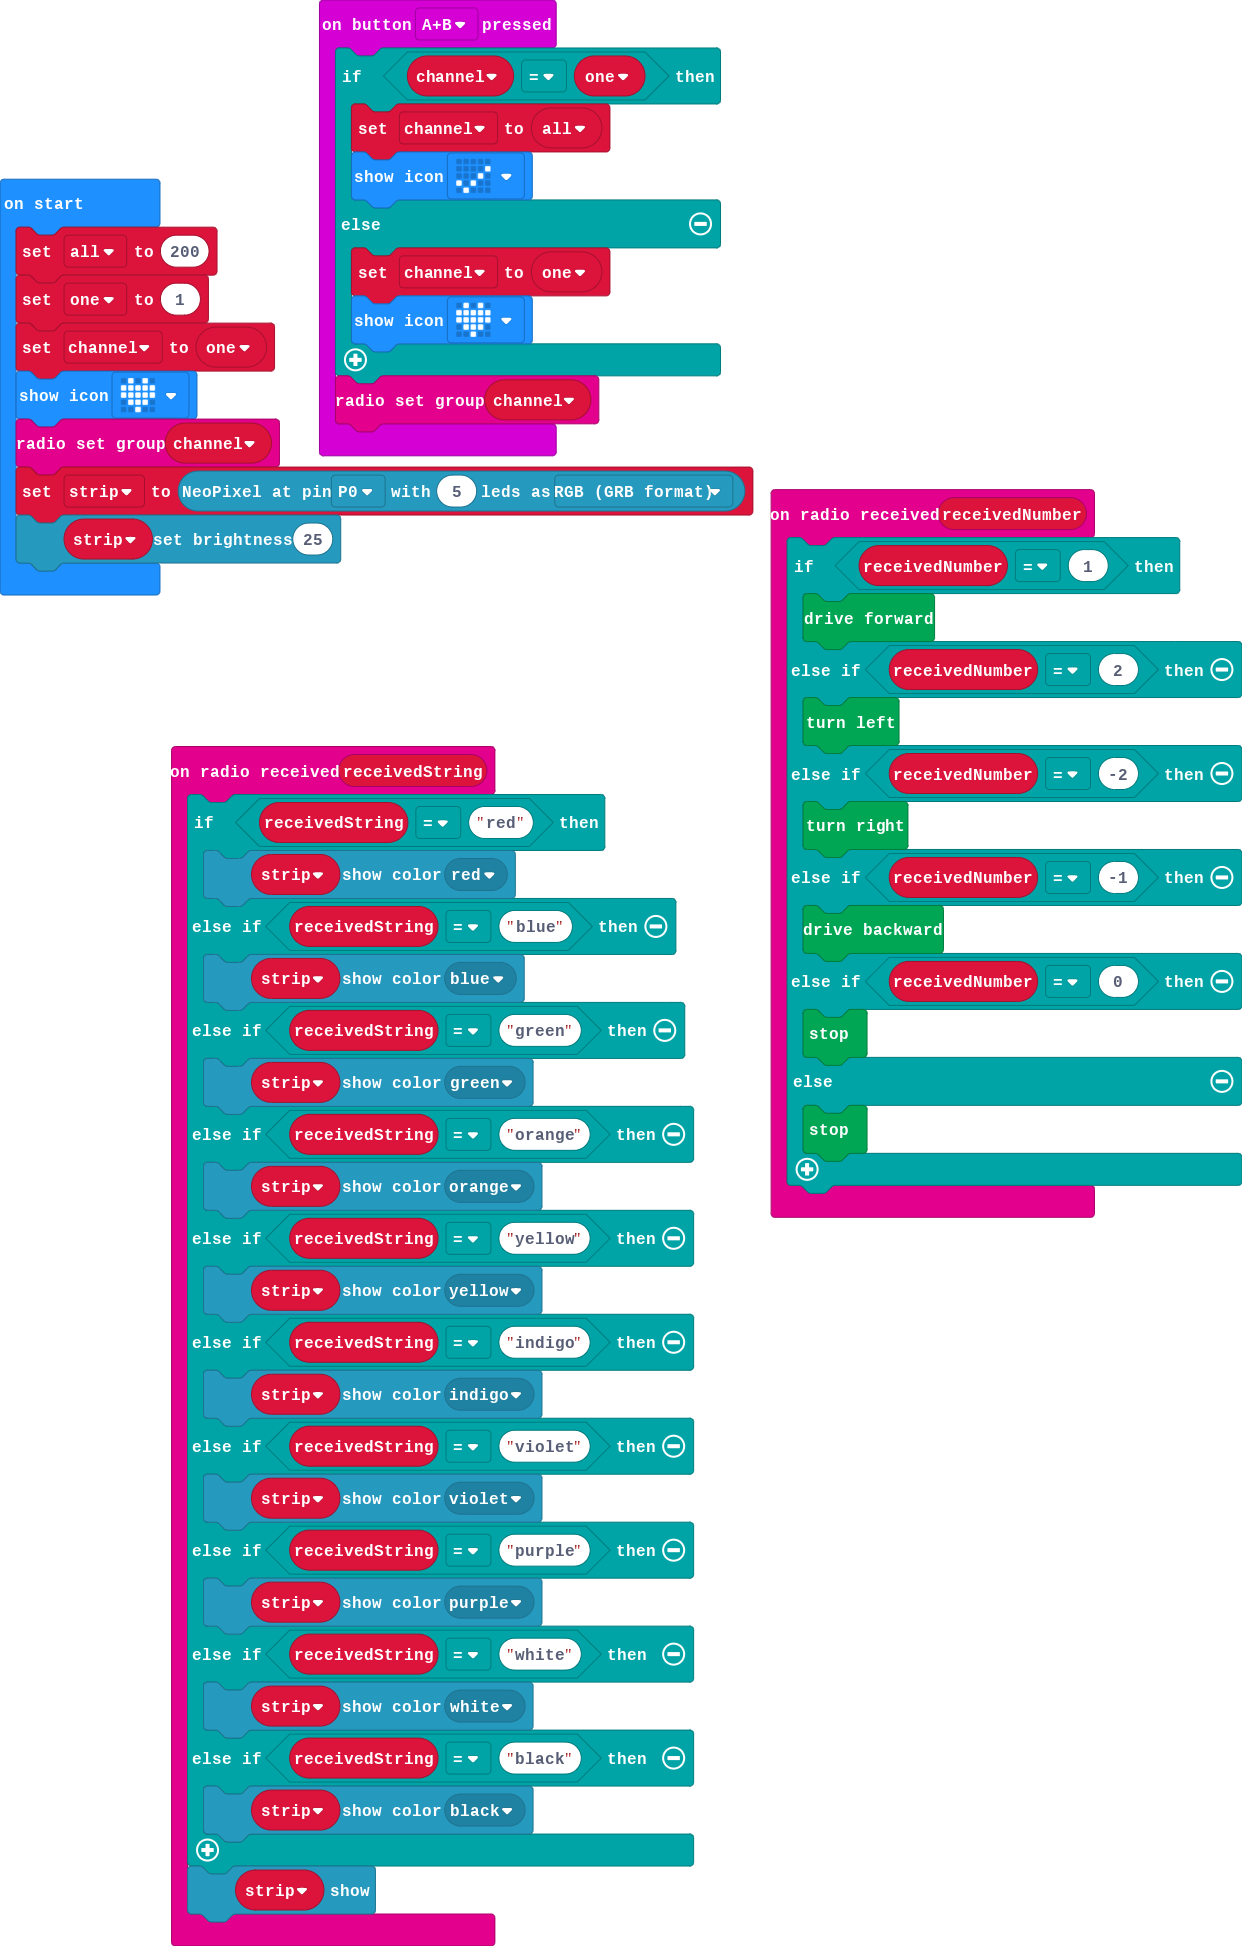 on start
set all to 200
set one to 1
set channel to one
show icon
radio set group channel
set strip to NeoPixel at pin P0 with 5 leds as RGB (GRB format)
strip set brightness 25
on button A+B pressed
if channel = one then
set channel to all
show icon
else
set channel to one
show icon
radio set group channel
on radio received receivedNumber
if receivedNumber = 1 then
drive forward
else if receivedNumber = 2 then
turn left
else if receivedNumber = -2 then
turn right
else if receivedNumber = -1 then
drive backward
else if receivedNumber = 0 then
stop
else
stop
on radio received receivedString
if receivedString = "red" then
strip show color red
else if receivedString = "blue" then
strip show color blue
else if receivedString = "green" then
strip show color green
else if receivedString = "orange" then
strip show color orange
else if receivedString = "yellow" then
strip show color yellow
else if receivedString = "indigo" then
strip show color indigo
else if receivedString = "violet" then
strip show color violet
else if receivedString = "purple" then
strip show color purple
else if receivedString = "white" then
strip show color white
else if receivedString = "black" then
strip show color black
strip show